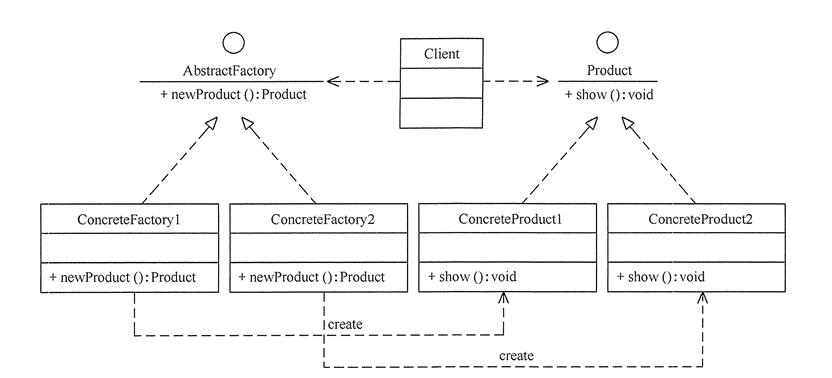 Client
AbstractFactory
Product
+ newProduct ():Product
+ show ():void
ConcreteFactory1
ConcreteFactory2
ConcreteProduct1
ConcreteProduct2
+ newProduct ():Product
+ newProduct ():Product
+ show ():void
+ show ():void
create
create